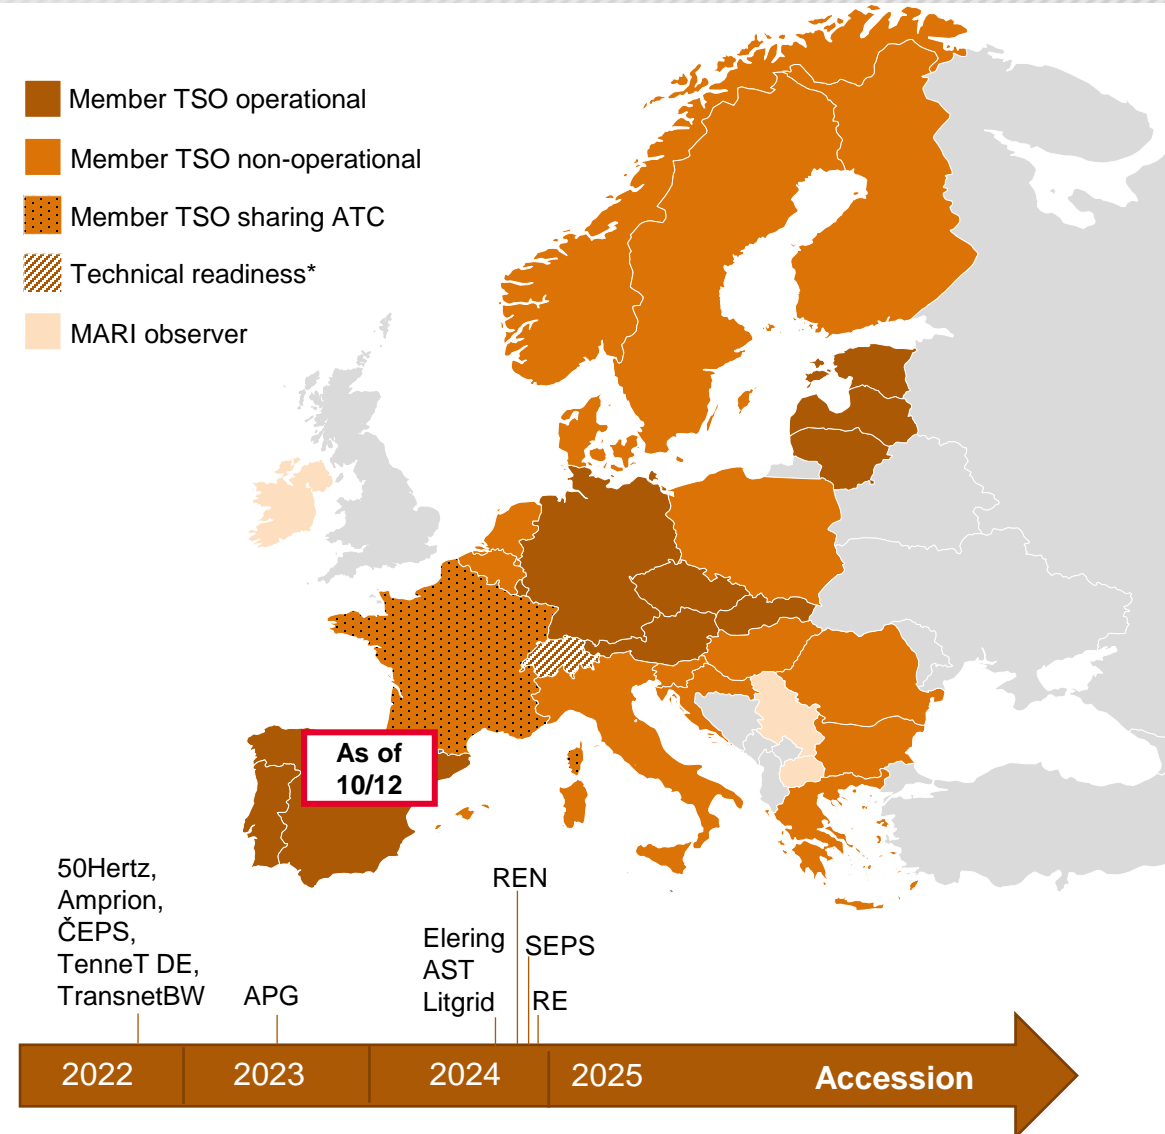 Member TSO operational
Member TSO non-operational
Member TSO sharing ATC
Technical readiness*
MARI observer
As of
10/12
50Hertz,
Amprion,
ČEPS,
TenneT DE,
TransnetBW
APG
Elering
AST
Litgrid
REN
SEPS
RE
2022
2023
2024
2025
Accession